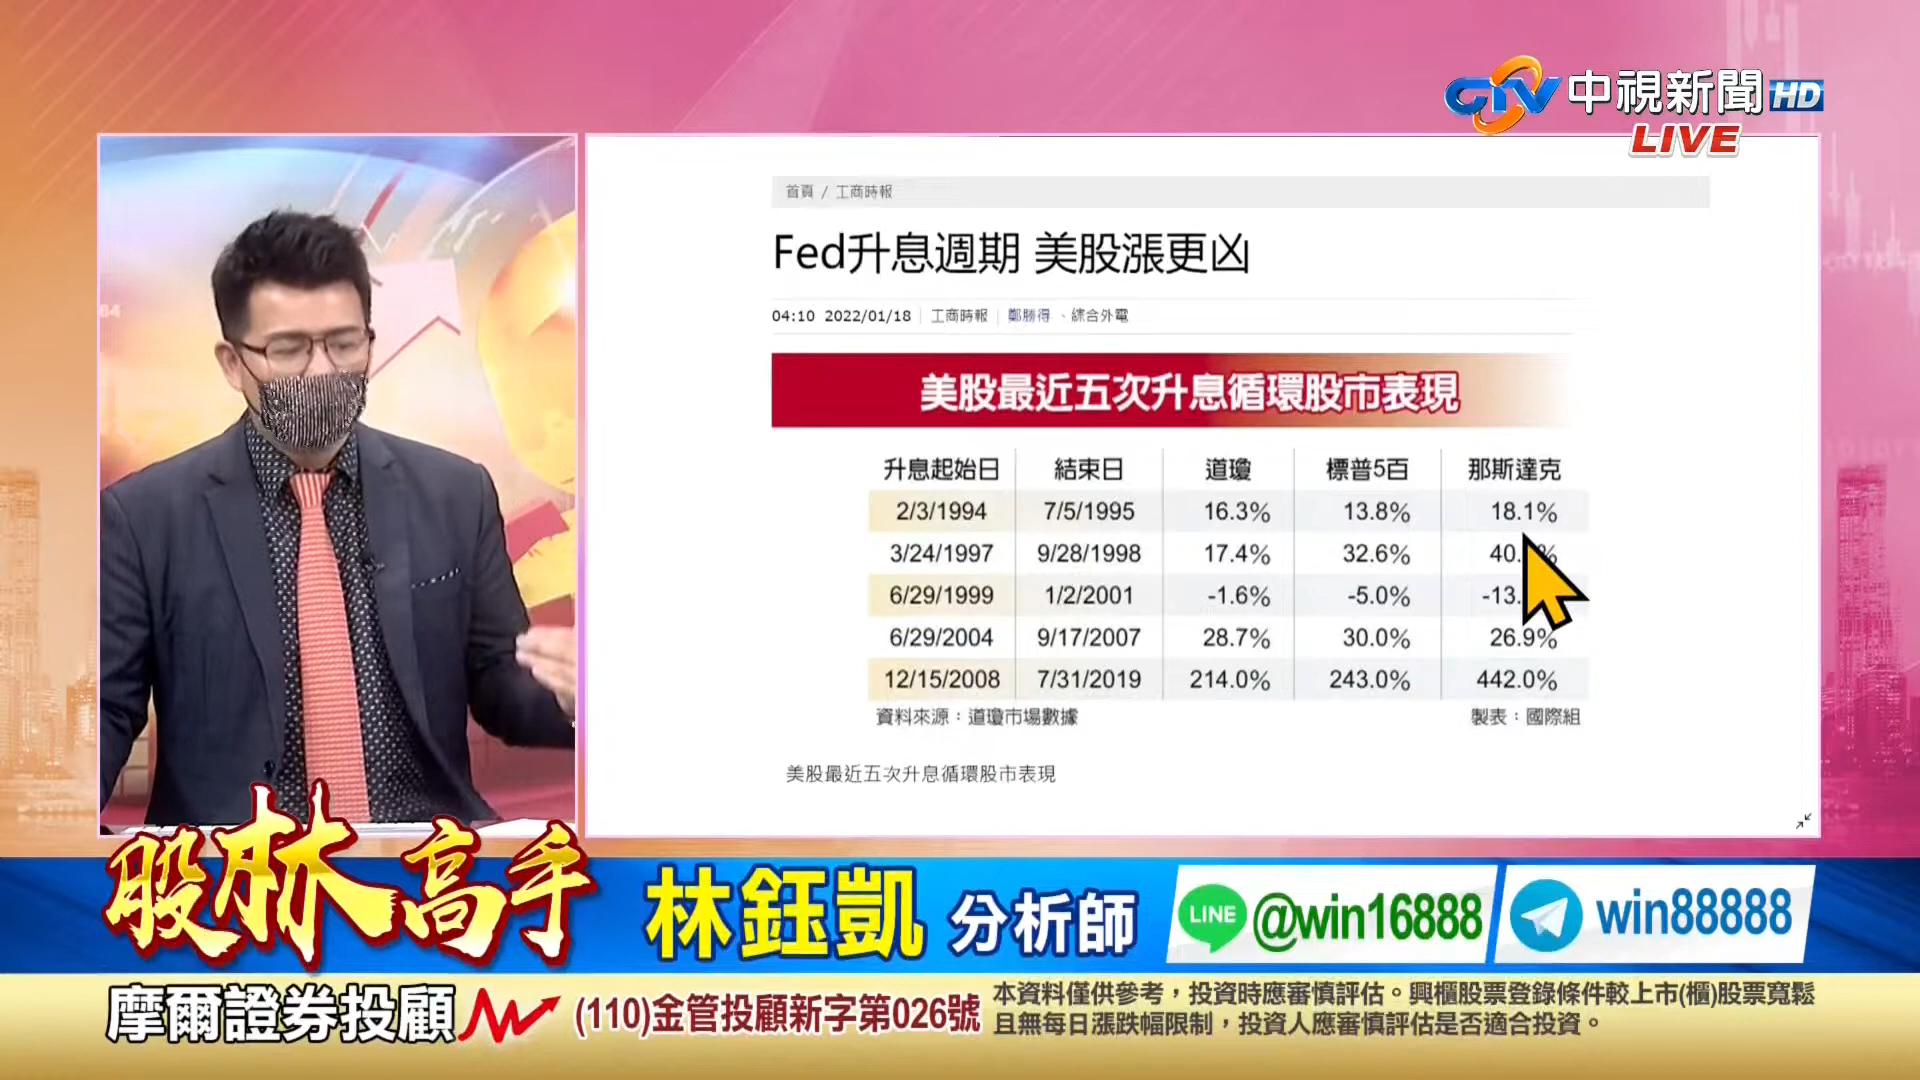 CTV 中視新聞 HD
LIVE
首頁 / 工商時報
Fed升息週期 美股漲更凶
04:10 2022/01/18 工商時報 鄭勝得 、綜合外電
美股最近五次升息循環股市表現
升息起始日 結束日 道瓊 標普5百 那斯達克
2/3/1994 7/5/1995 16.3% 13.8% 18.1%
3/24/1997 9/28/1998 17.4% 32.6% 40. %
6/29/1999 1/2/2001 -1.6% -5.0% -13.
6/29/2004 9/17/2007 28.7% 30.0% 26.9%
12/15/2008 7/31/2019 214.0% 243.0% 442.0%
資料來源：道瓊市場數據 製表：國際組
美股最近五次升息循環股市表現
股林高手
林鈺凱 分析師
LINE @win16888
win88888
摩爾證券投顧
(110)金管投顧新字第026號
本資料僅供參考，投資時應審慎評估。興櫃股票登錄條件較上市(櫃)股票寬鬆
且無每日漲跌幅限制，投資人應審慎評估是否適合投資。